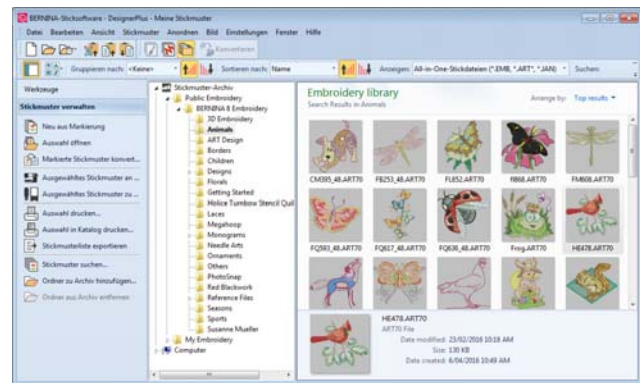 BERNINA-Sticksoftware - DesignerPlus - Meine Stickmuster
Datei Bearbeiten Ansicht Stickmuster Anordnen Bild Einstellungen Fenster Hilfe
Konvertieren
Gruppieren nach: <Keine> Sortieren nach: Name Anzeigen: All-in-One-Stickdateien (*.EMB, *.ART*, *.JAN) Suchen:
Werkzeuge
Stickmuster verwalten
Neu aus Markierung
Auswahl öffnen
Markierte Stickmuster konvert...
Ausgewähltes Stickmuster an ...
Ausgewähltes Stickmuster zu ...
Auswahl drucken...
Auswahl in Katalog drucken...
Stickmusterliste exportieren
Stickmuster suchen...
Ordner zu Archiv hinzufügen...
Ordner aus Archiv entfernen
Stickmuster-Archiv
Public Embroidery
BERNINA 8 Embroidery
3D Embroidery
Animals
ART Design
Borders
Children
Designs
Florals
Getting Started
Holice Turnbow Stencil Quil
Laces
Megahoop
Monograms
Needle Arts
Ornaments
Others
PhotoSnap
Red Blackwork
Reference Files
Seasons
Sports
Susanne Mueller
My Embroidery
Computer
Embroidery library
Search Results in Animals
Arrange by: Top results
CM395_48.ART70 FB253_48.ART70 FL852.ART70 fl868.ART70 FM608.ART70
FQ593_48.ART70 FQ617_48.ART70 FQ636_48.ART70 Frog.ART70 HE478.ART70
HE478.ART70
ART70 File
Date modified: 23/02/2016 10:18 AM
Size: 130 KB
Date created: 6/04/2016 10:49 AM